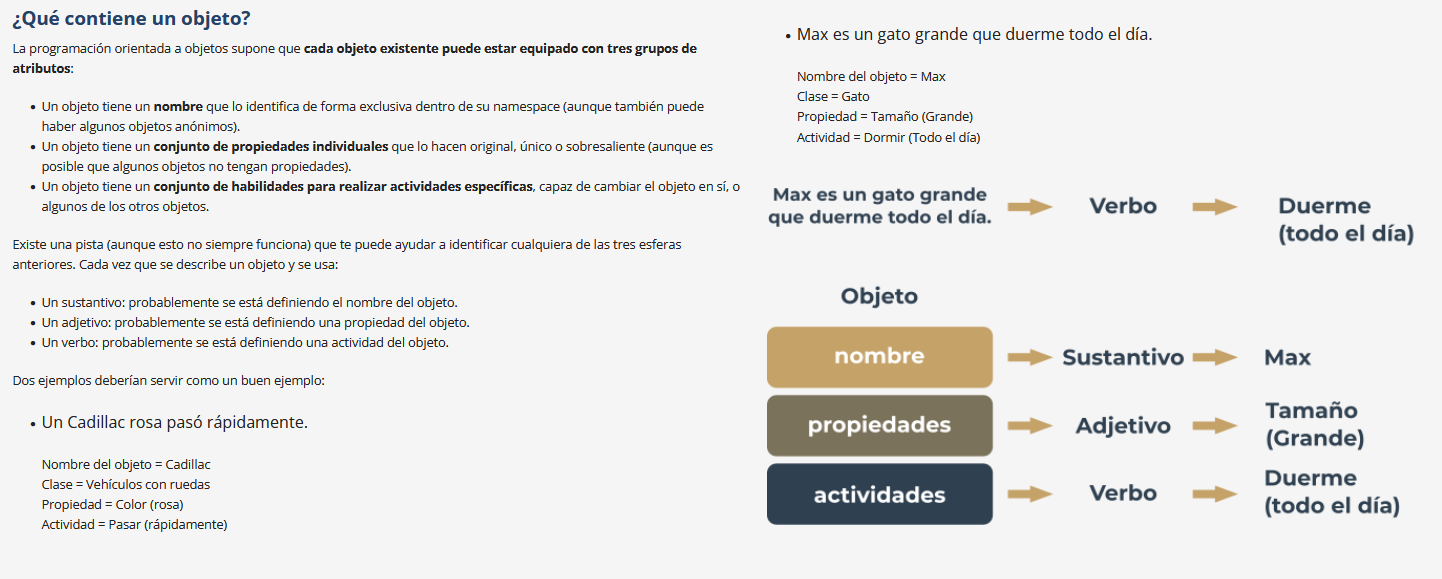 ¿Qué contiene un objeto?
La programación orientada a objetos supone que cada objeto existente puede estar equipado con tres grupos de
atributos:
• Un objeto tiene un nombre que lo identifica de forma exclusiva dentro de su namespace (aunque también puede
haber algunos objetos anónimos).
• Un objeto tiene un conjunto de propiedades individuales que lo hacen original, único o sobresaliente (aunque es
posible que algunos objetos no tengan propiedades).
• Un objeto tiene un conjunto de habilidades para realizar actividades específicas, capaz de cambiar el objeto en sí, o
algunos de los otros objetos.
Existe una pista (aunque esto no siempre funciona) que te puede ayudar a identificar cualquiera de las tres esferas
anteriores. Cada vez que se describe un objeto y se usa:
• Un sustantivo: probablemente se está definiendo el nombre del objeto.
• Un adjetivo: probablemente se está definiendo una propiedad del objeto.
• Un verbo: probablemente se está definiendo una actividad del objeto.
Dos ejemplos deberían servir como un buen ejemplo:
• Un Cadillac rosa pasó rápidamente.
Nombre del objeto = Cadillac
Clase = Vehículos con ruedas
Propiedad = Color (rosa)
Actividad = Pasar (rápidamente)
• Max es un gato grande que duerme todo el día.
Nombre del objeto = Max
Clase = Gato
Propiedad = Tamaño (Grande)
Actividad = Dormir (Todo el día)
Max es un gato grande
que duerme todo el día.
Verbo
Duerme
(todo el día)
Objeto
nombre
Sustantivo
Max
propiedades
Adjetivo
Tamaño
(Grande)
actividades
Verbo
Duerme
(todo el día)